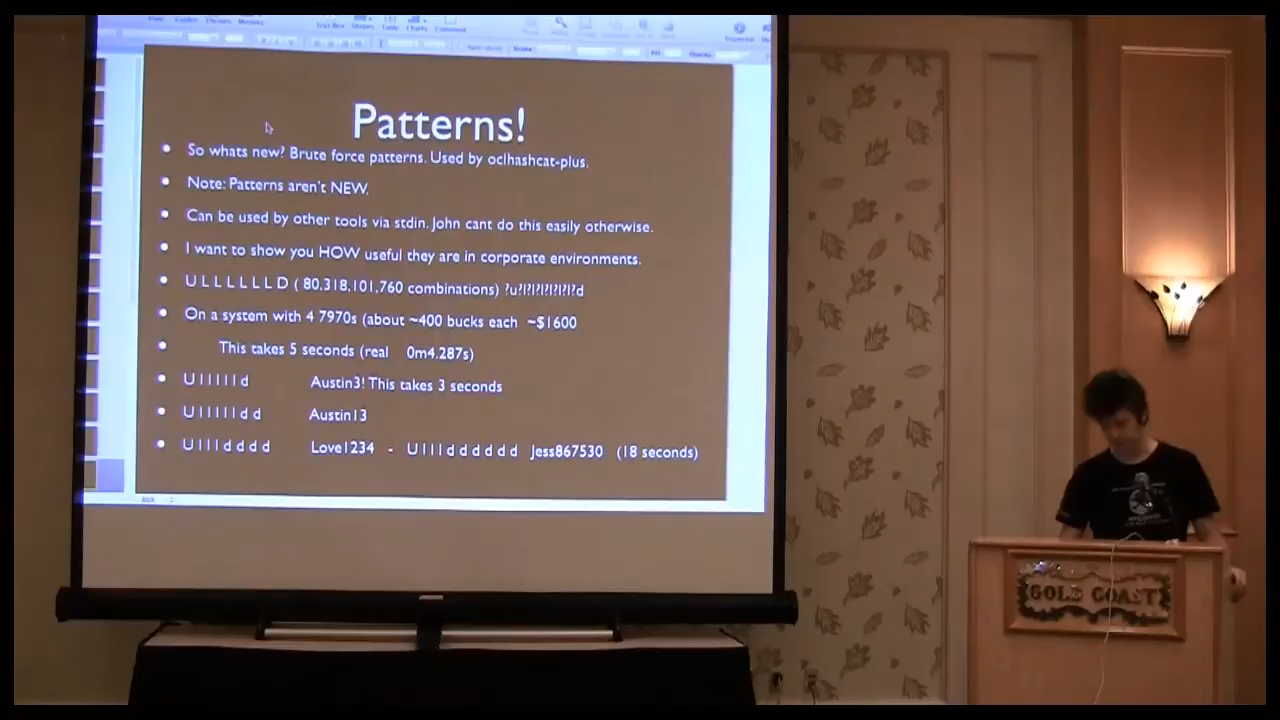 Patterns!
So whats new? Brute force patterns. Used by oclhashcat-plus.
Note: Patterns aren't NEW.
Can be used by other tools via stdin. John cant do this easily otherwise.
I want to show you HOW useful they are in corporate environments.
U L L L L L L D ( 80,318,101,760 combinations) ?u?l?l?l?l?l?l?d
On a system with 4 7970s (about ~400 bucks each ~$1600
This takes 5 seconds (real 0m4.287s)
U l l l l l d Austin3! This takes 3 seconds
U l l l l l d d Austin13
U l l l d d d d Love1234 - U l l l d d d d d d Jess867530 (18 seconds)
GOLD COAST